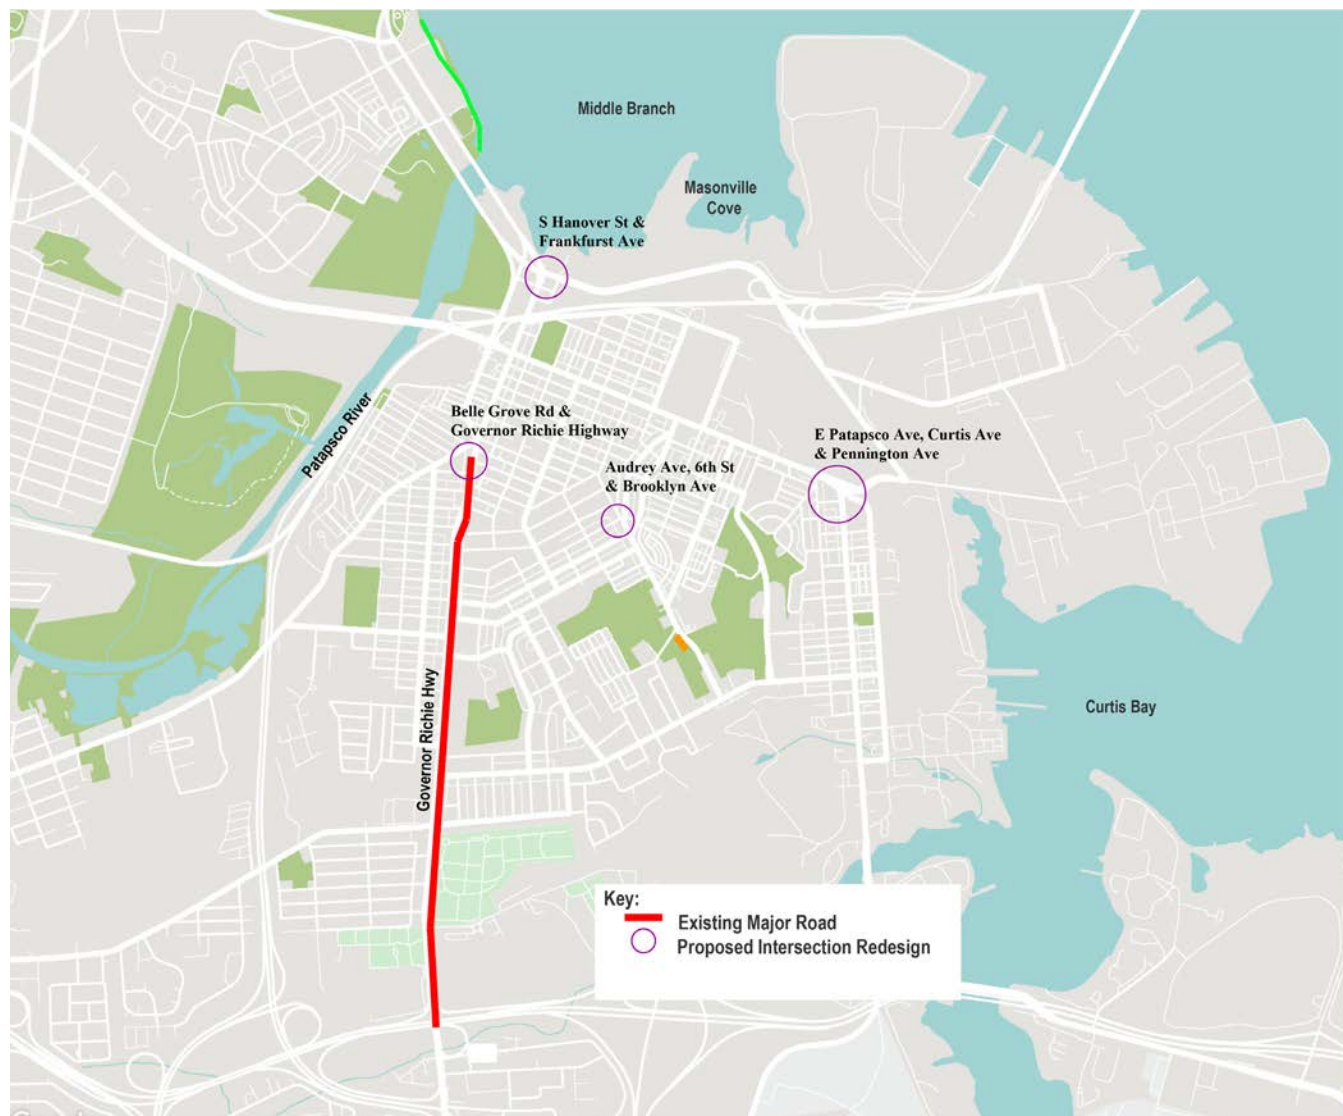 Middle Branch
Masonville
Cove
S Hanover St &
Frankfurst Ave
Patapsco River
Belle Grove Rd &
Governor Richie Highway
Audrey Ave, 6th St
& Brooklyn Ave
E Patapsco Ave, Curtis Ave
& Pennington Ave
Governor Richie Hwy
Curtis Bay
Key:
Existing Major Road
Proposed Intersection Redesign